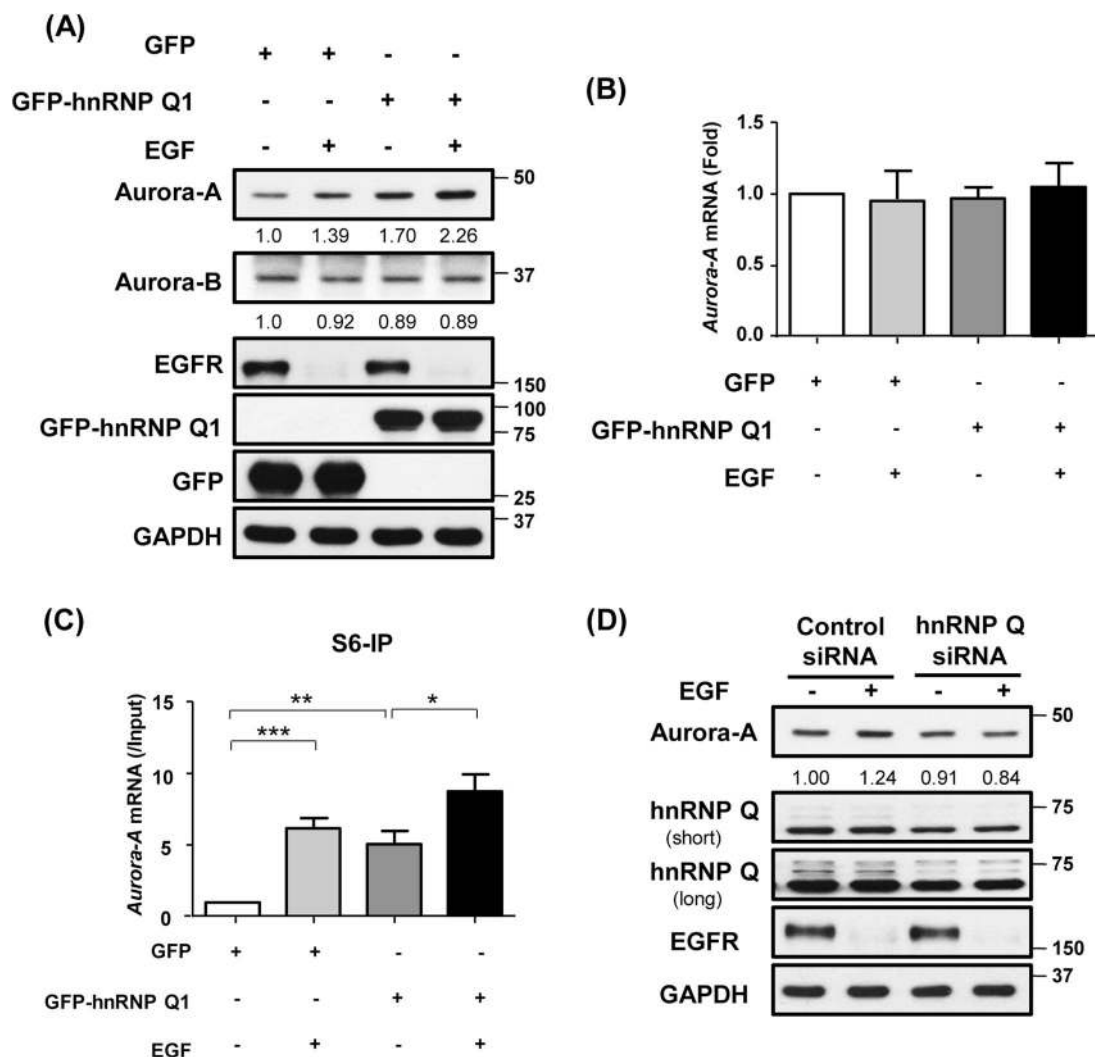 (A)
GFP + + - -
GFP-hnRNP Q1 - - + +
EGF - + - +
Aurora-A 50
1.0 1.39 1.70 2.26
Aurora-B 37
1.0 0.92 0.89 0.89
EGFR 150
GFP-hnRNP Q1 100
75
GFP 25
GAPDH 37
(B)
Aurora-A mRNA (Fold)
1.5
1.0
0.5
0.0
GFP + + - -
GFP-hnRNP Q1 - - + +
EGF - + - +
(C)
S6-IP
Aurora-A mRNA (/Input)
15
10
5
0
** *
***
GFP + + - -
GFP-hnRNP Q1 - - + +
EGF - + - +
(D)
Control siRNA
hnRNP Q siRNA
EGF - + - +
Aurora-A 50
1.00 1.24 0.91 0.84
hnRNP Q 75
(short)
hnRNP Q 75
(long)
EGFR 150
GAPDH 37